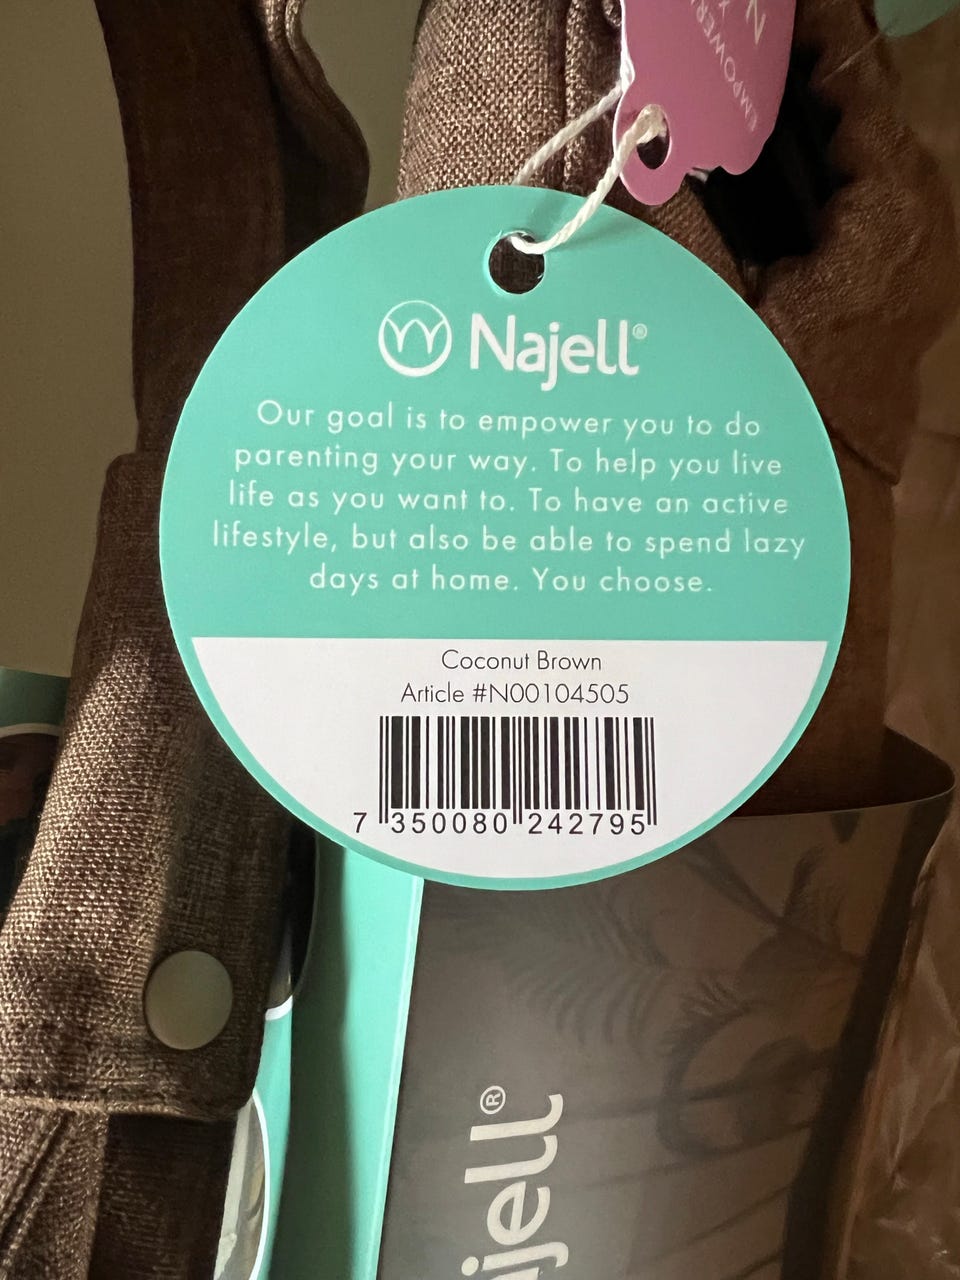 EMPOWER
Najell®
Our goal is to empower you to do
parenting your way. To help you live
life as you want to. To have an active
lifestyle, but also be able to spend lazy
days at home. You choose.
Coconut Brown
Article #N00104505
7 350080 242795
jell®